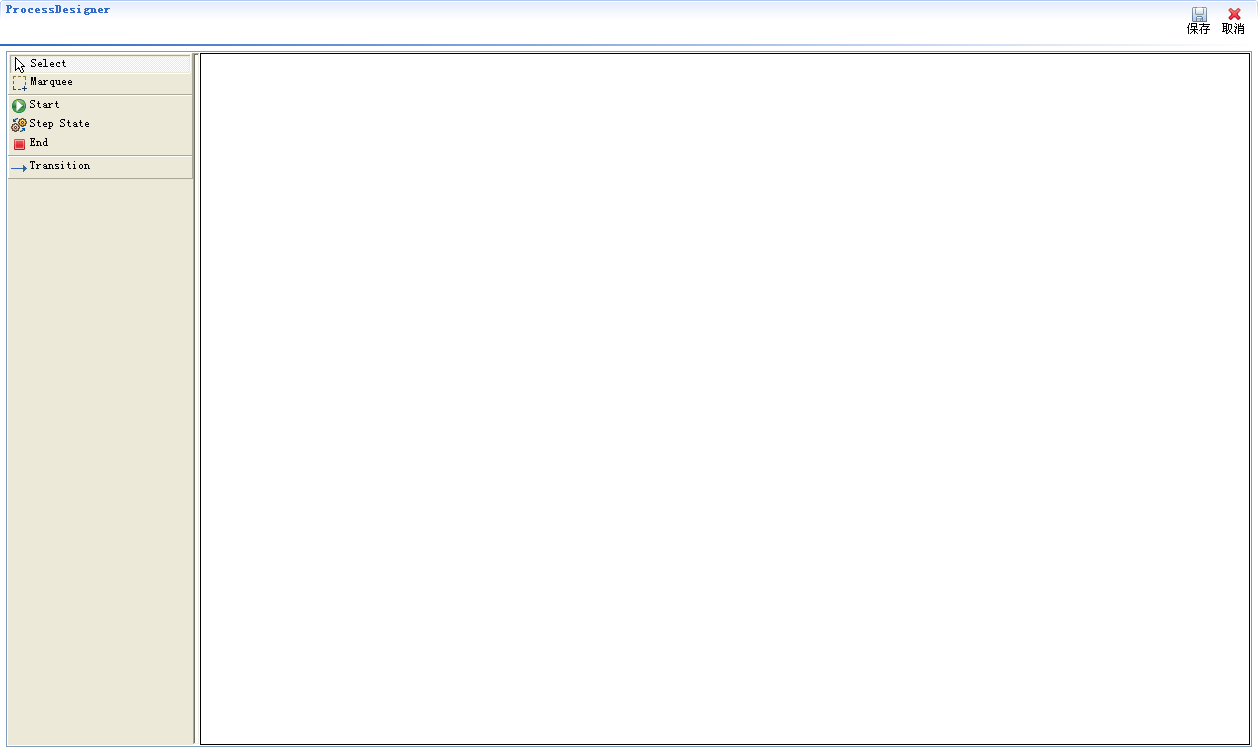 ProcessDesigner
保存 取消
Select
Marquee
Start
Step State
End
Transition